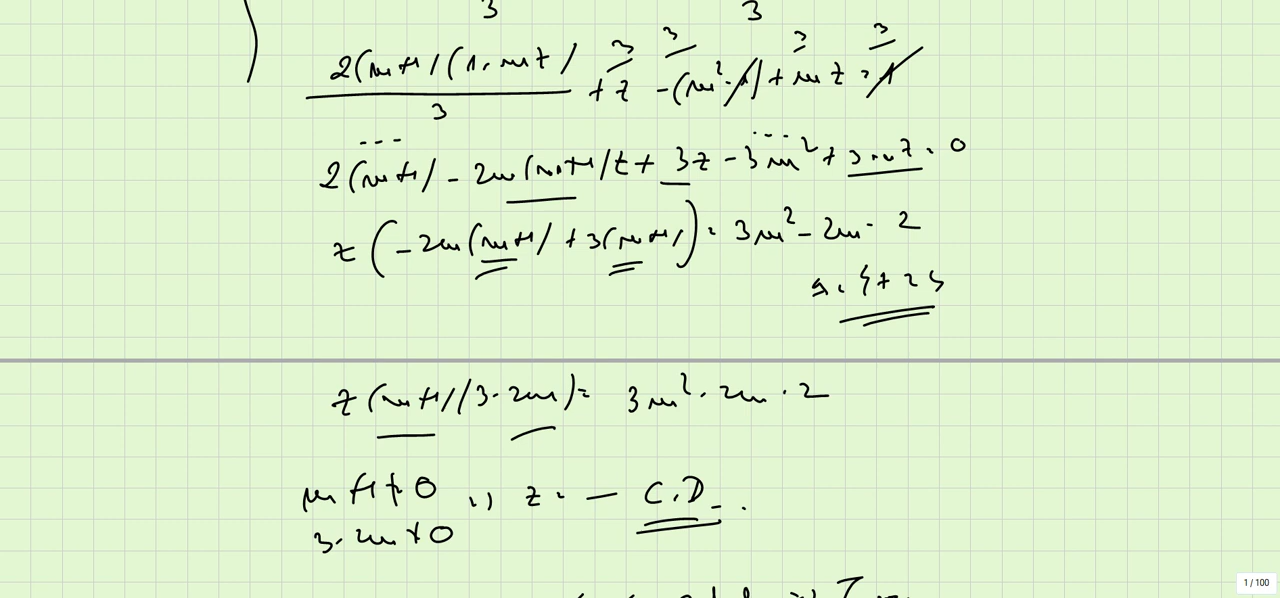 3 3
2(m+1)(1-mz)/3 + z - (m²-1) + mz = 1
2(m+1) - 2m(m+1)z + 3z - 3m² + 3mz = 0
z(-2m(m+1) + 3(m+1)) = 3m² - 2m - 2
z(m+1)(3-2m) = 3m² - 2m - 2
m+1≠0
z = — C.D.
3-2m≠0
1 / 100